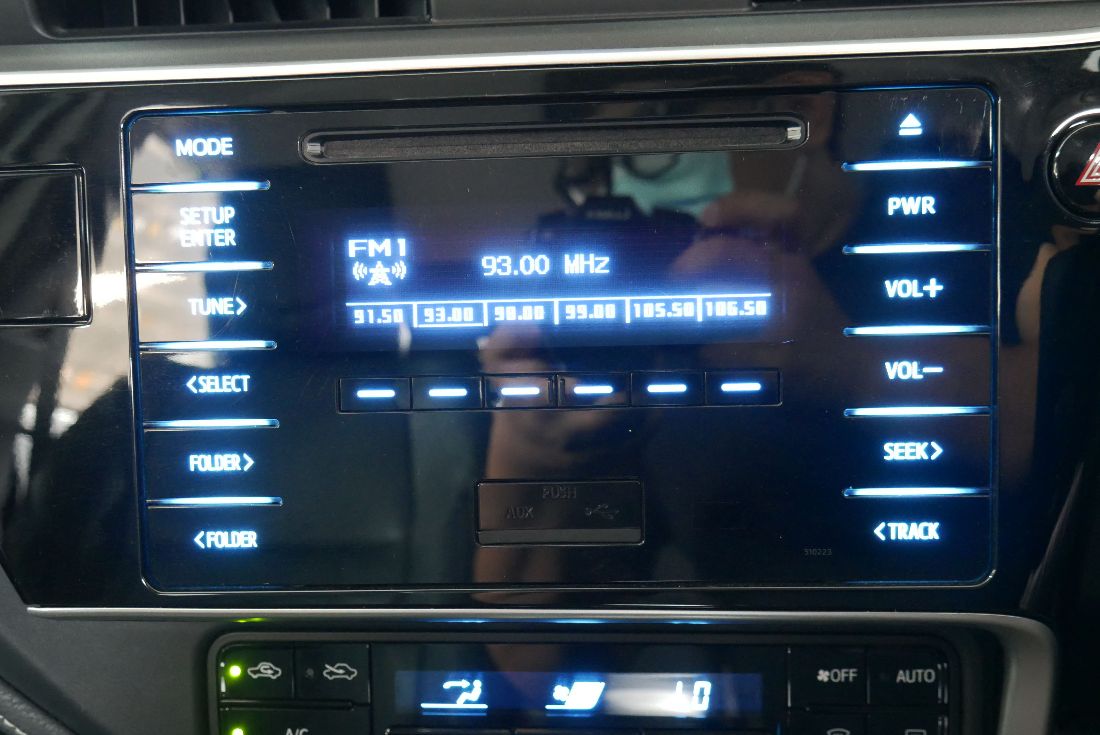 MODE
PWR
SETUP
ENTER
FM1
93.00 MHz
TUNE>
VOL+
91.50 93.00 98.00 99.00 105.50 106.50
<SELECT
VOL-
FOLDER>
SEEK>
PUSH
AUX
<FOLDER
<TRACK
310223
LO
OFF
AUTO
A/C